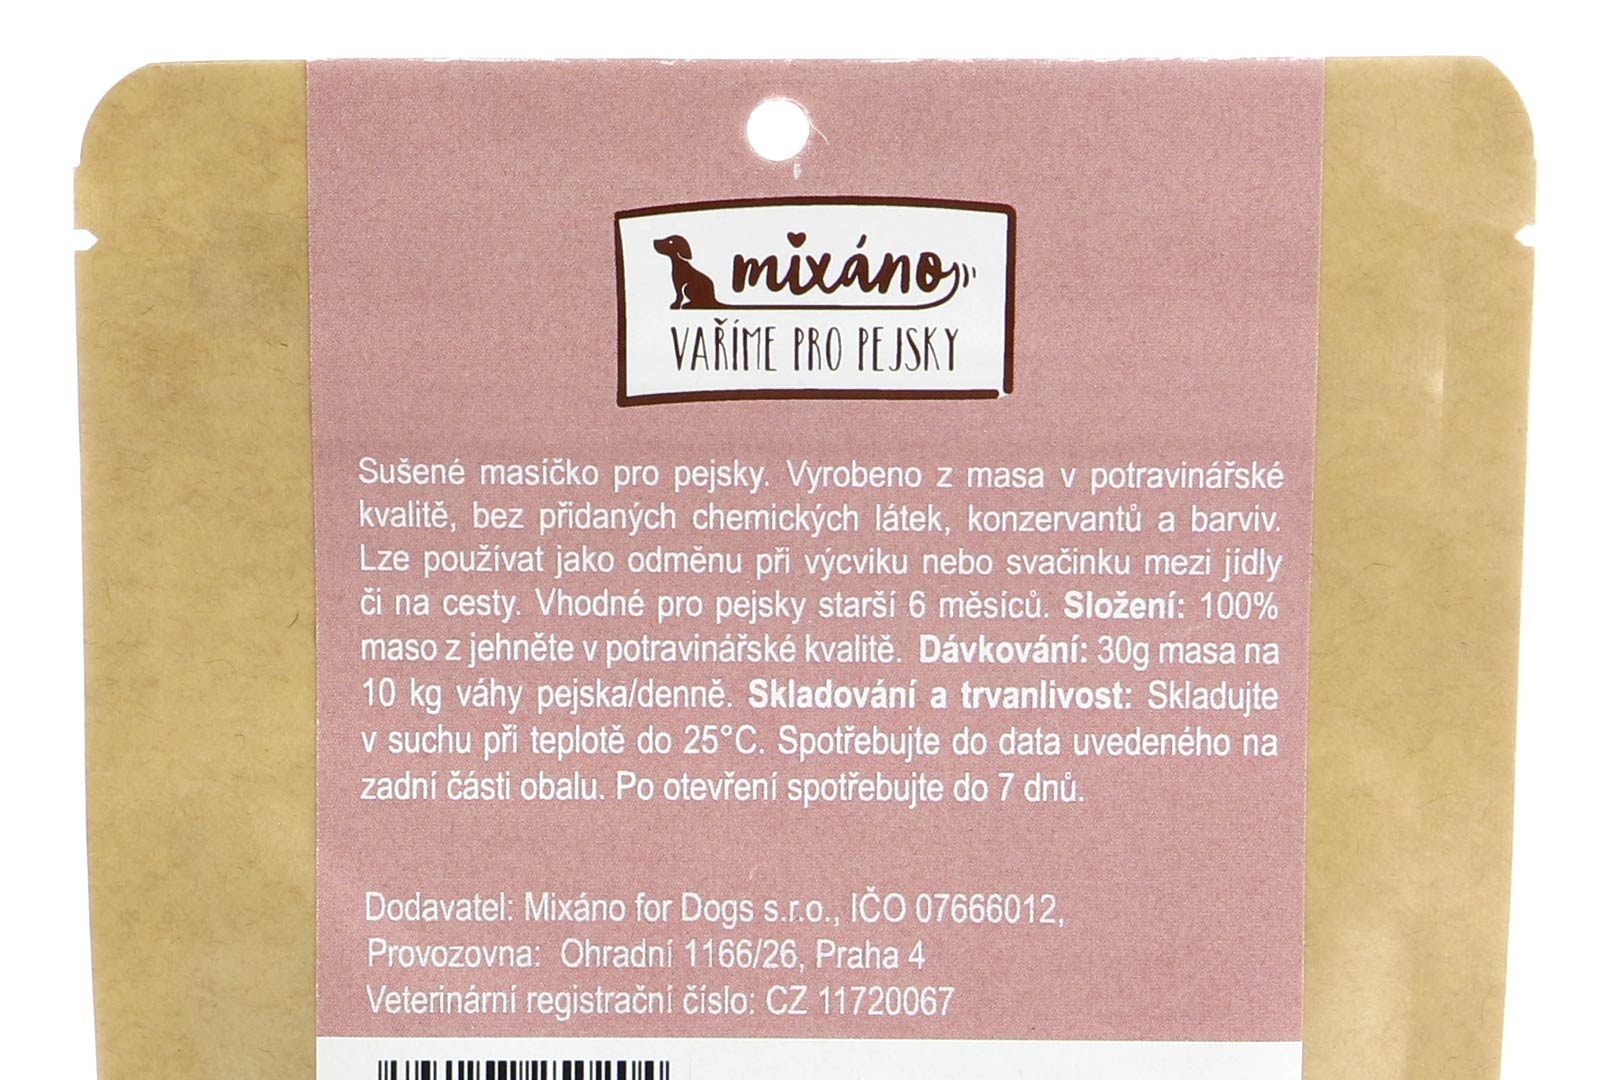 mixáno
VAŘÍME PRO PEJSKY
Sušené masíčko pro pejsky. Vyrobeno z masa v potravinářské
kvalitě, bez přidaných chemických látek, konzervantů a barviv.
Lze používat jako odměnu při výcviku nebo svačinku mezi jídly
či na cesty. Vhodné pro pejsky starší 6 měsíců. Složení: 100%
maso z jehněte v potravinářské kvalitě. Dávkování: 30g masa na
10 kg váhy pejska/denně. Skladování a trvanlivost: Skladujte
v suchu při teplotě do 25°C. Spotřebujte do data uvedeného na
zadní části obalu. Po otevření spotřebujte do 7 dnů.
Dodavatel: Mixáno for Dogs s.r.o., IČO 07666012,
Provozovna: Ohradní 1166/26, Praha 4
Veterinární registrační číslo: CZ 11720067